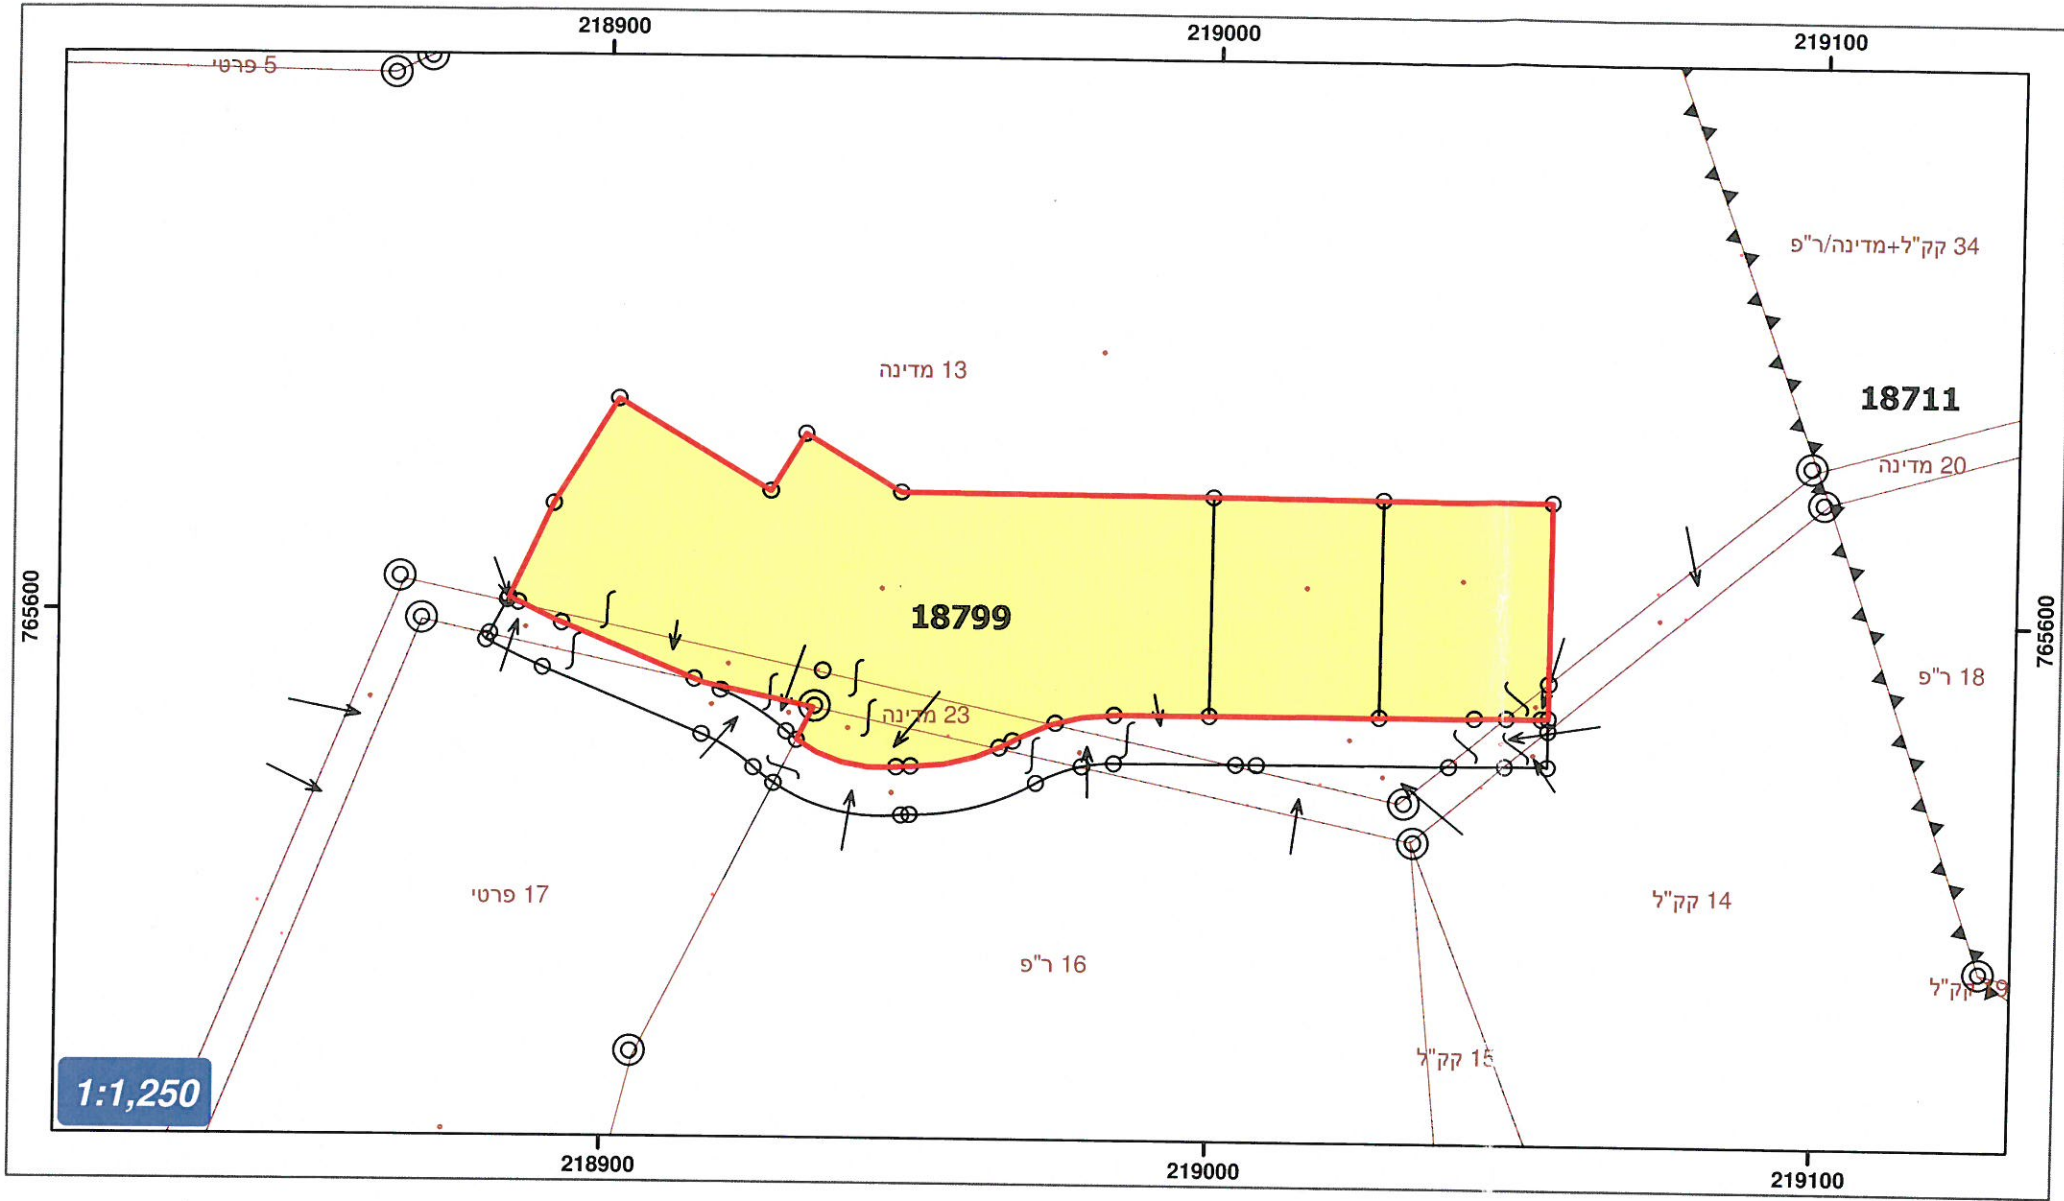 218900 219000 219100
5 פרטי
34 קק"ל+מדינה/ר"פ
13 מדינה
18711
20 מדינה
765600 765600
18799
18 ר"פ
23 מדינה
17 פרטי
14 קק"ל
16 ר"פ
19 קק"ל
15 קק"ל
1:1,250
218900 219000 219100